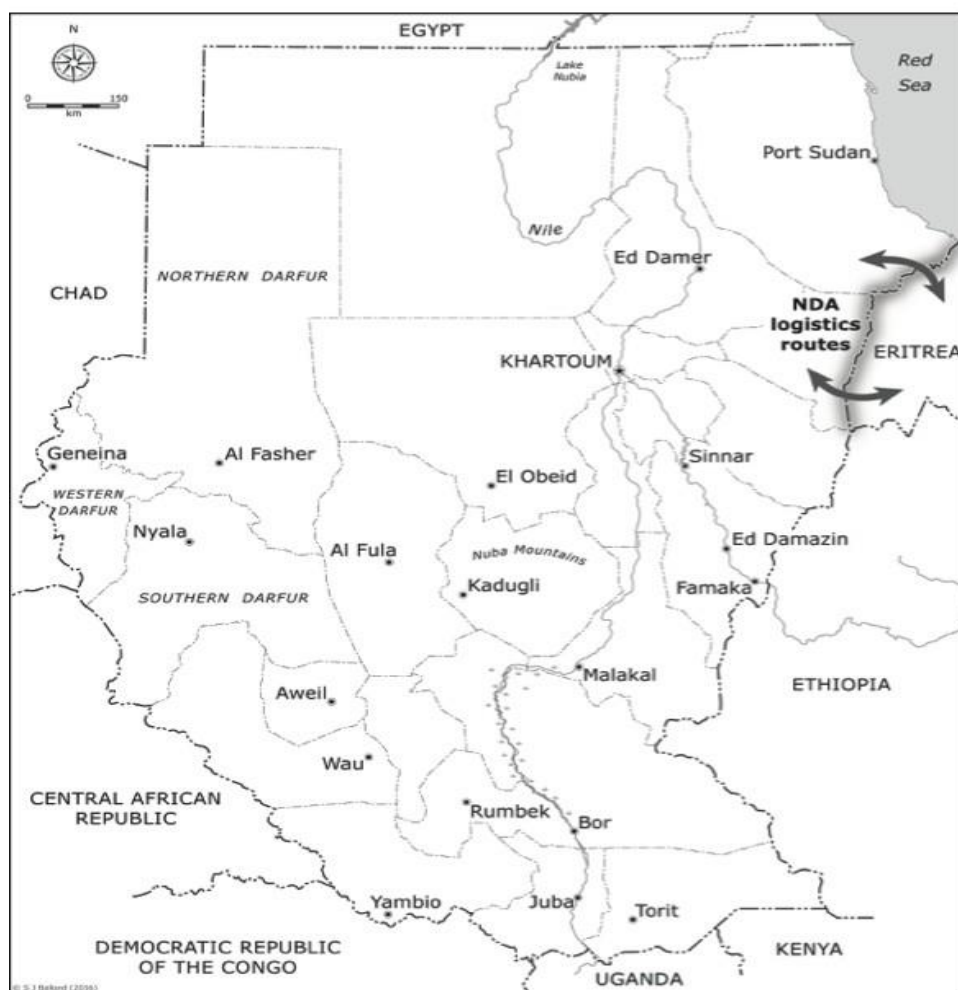 EGYPT
N
Lake
Nubia
Red
Sea
0 150
km
Port Sudan
Nile
Ed Damer
NORTHERN DARFUR
CHAD
NDA
logistics
routes
ERITREA
KHARTOUM
Geneina
Al Fasher
Sinnar
El Obeid
WESTERN
DARFUR
Nyala
Al Fula
Nuba Mountains
Ed Damazin
Kadugli
Famaka
SOUTHERN DARFUR
Malakal
ETHIOPIA
Aweil
Wau
CENTRAL AFRICAN
REPUBLIC
Rumbek
Bor
Yambio
Juba
Torit
DEMOCRATIC REPUBLIC
OF THE CONGO
KENYA
UGANDA
(2016)